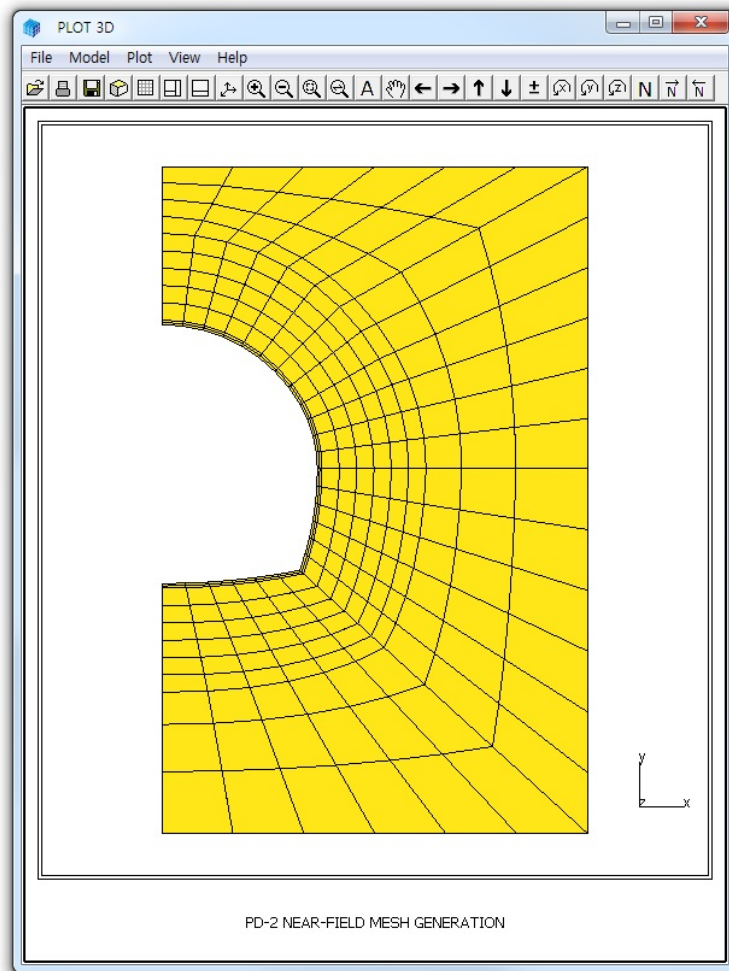 PLOT 3D
File Model Plot View Help
A ± x y z N N N
y
z x
PD-2 NEAR-FIELD MESH GENERATION